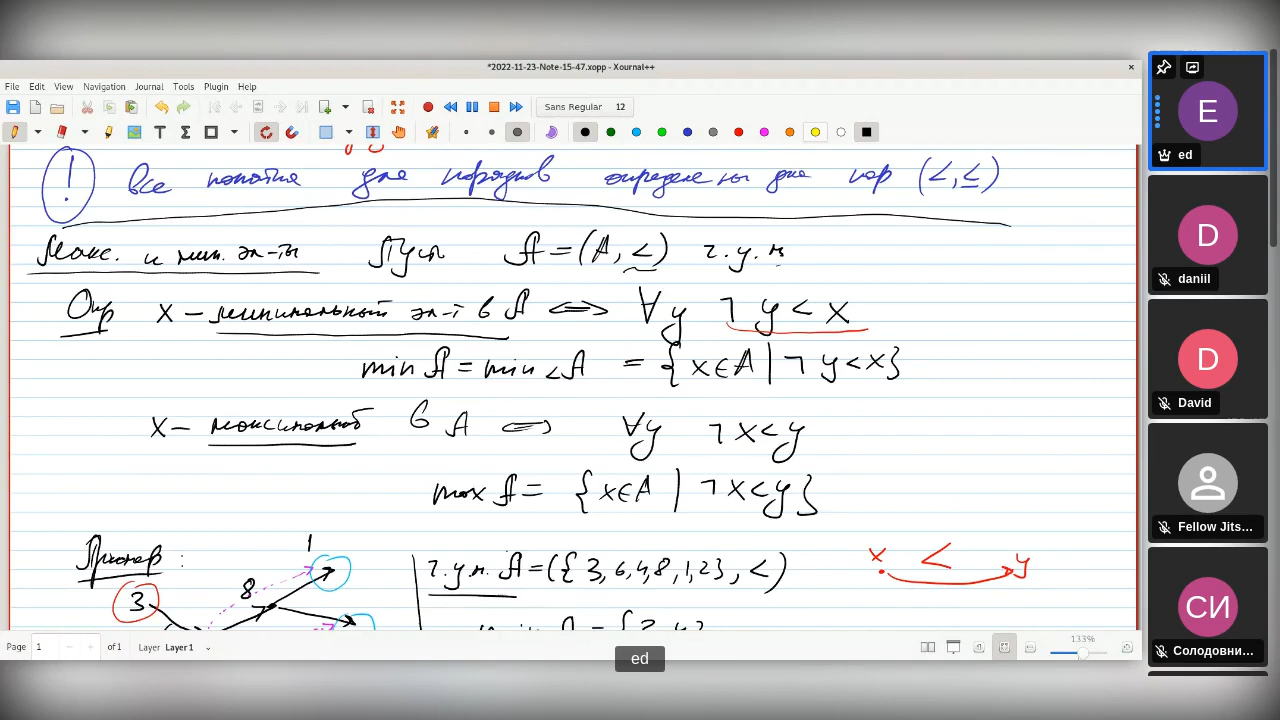 *2022-11-23-Note-15-47.xopp - Xournal++
File Edit View Navigation Journal Tools Plugin Help
Sans Regular 12
! Все понятия для порядков определены для пар (<, ≤)
Макс. и мин. эл-ты Пусть A = (A, <) ч.у.м
Опр x – минимальный эл-т в A ⟺ ∀y ¬ y < x
min A = min < A = {x ∈ A | ¬ y < x}
x – максимальный в A ⟺ ∀y ¬ x < y
max A = {x ∈ A | ¬ x < y}
Пример :
1
8
3
ч.у.м. A = ({3, 6, 4, 8, 1, 2}, <)
x < y
Page 1 of 1 Layer Layer 1
133%
ed
E
ed
D
daniil
D
David
Fellow Jits...
СИ
Солодовни...